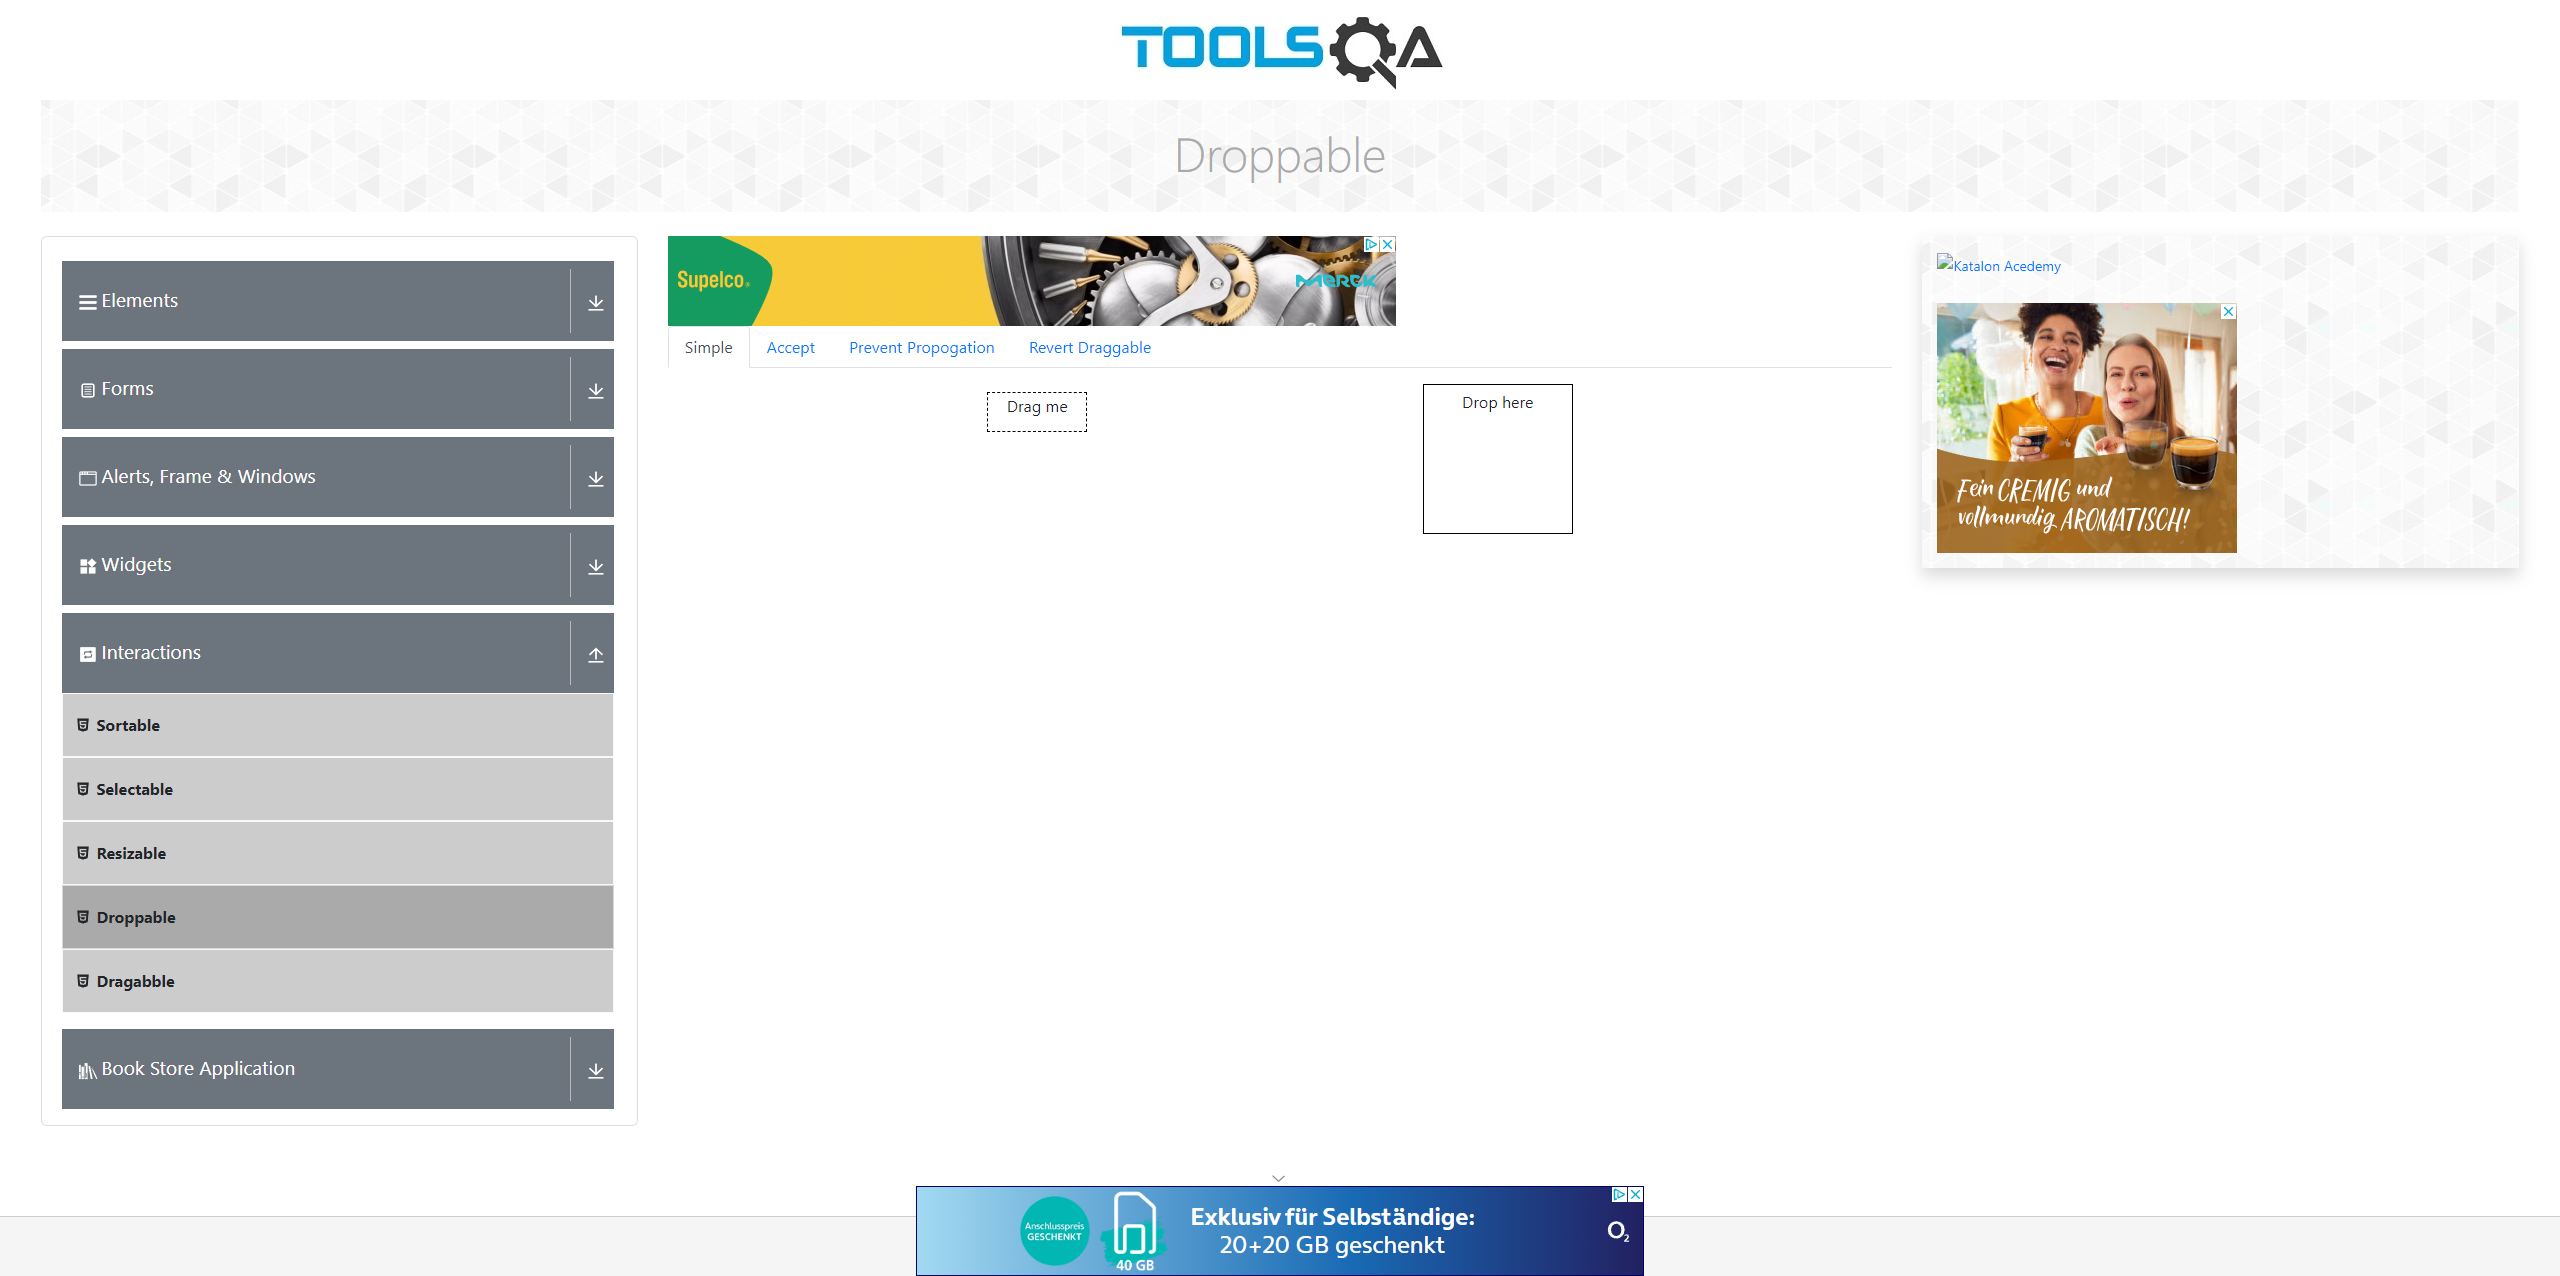 TOOLSQA
Droppable
Elements
Forms
Alerts, Frame & Windows
Widgets
Interactions
Sortable
Selectable
Resizable
Droppable
Dragabble
Book Store Application
Supelco®
MERCK
Simple
Accept
Prevent Propogation
Revert Draggable
Drag me
Drop here
Katalon Acedemy
Fein CREMIG und
vollmundig AROMATISCH!
Anschlusspreis
GESCHENKT
40 GB
Exklusiv für Selbständige:
20+20 GB geschenkt
O2